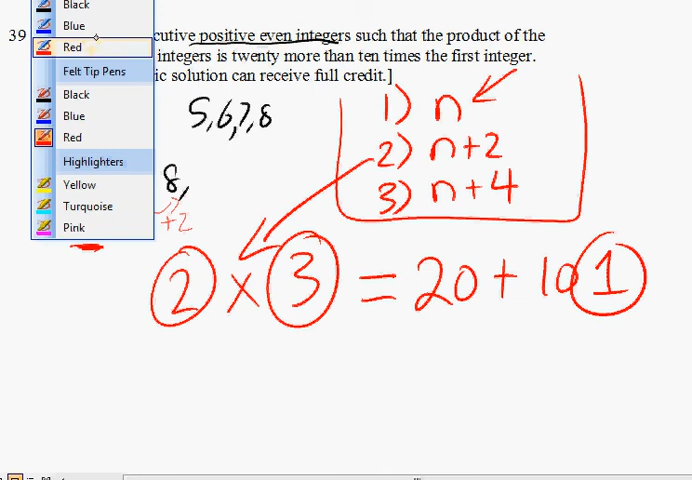 Black
Blue
Red
Felt Tip Pens
Black
Blue
Red
Highlighters
Yellow
Turquoise
Pink
39 cutive positive even integers such that the product of the
integers is twenty more than ten times the first integer.
ic solution can receive full credit.]
5,6,7,8
8,
+2
1) n
2) n+2
3) n+4
2 × 3 = 20 + 10 1